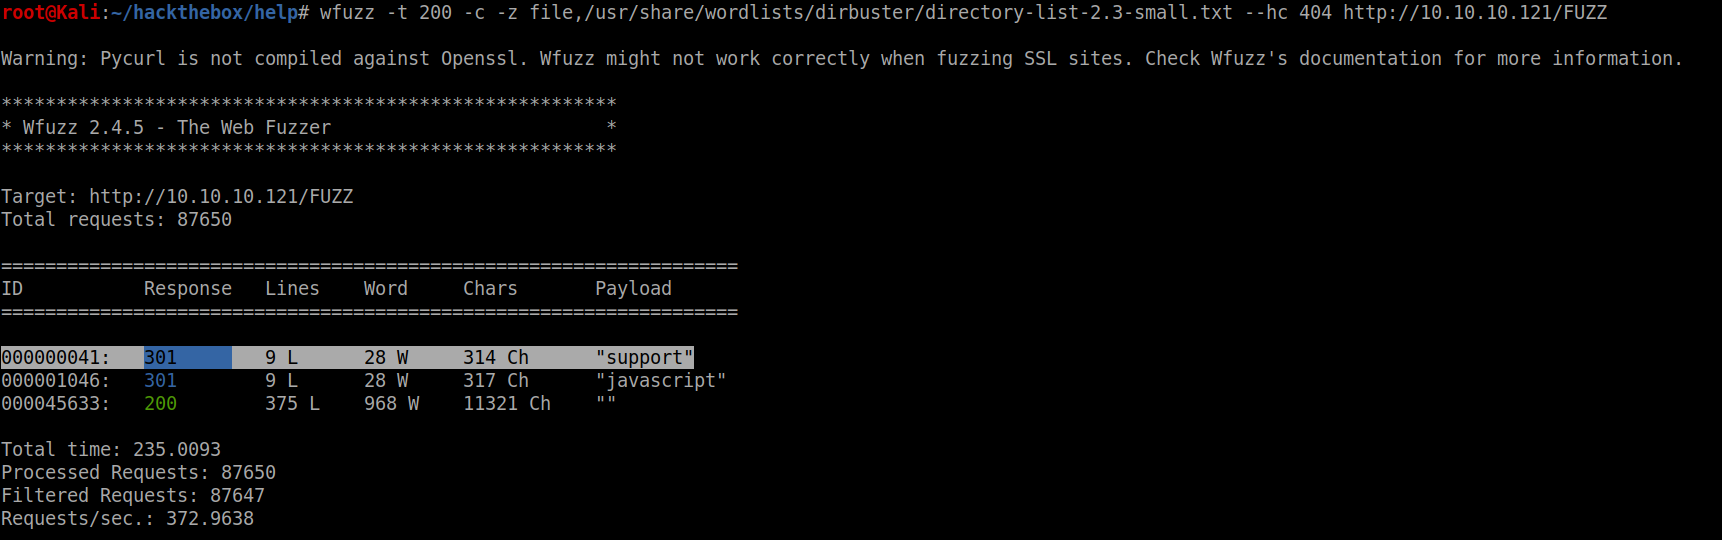 root@Kali:~/hackthebox/help# wfuzz -t 200 -c -z file,/usr/share/wordlists/dirbuster/directory-list-2.3-small.txt --hc 404 http://10.10.10.121/FUZZ
Warning: Pycurl is not compiled against Openssl. Wfuzz might not work correctly when fuzzing SSL sites. Check Wfuzz's documentation for more information.
********************************************************
* Wfuzz 2.4.5 - The Web Fuzzer                         *
********************************************************
Target: http://10.10.10.121/FUZZ
Total requests: 87650
===================================================================
ID           Response   Lines    Word     Chars       Payload
===================================================================
000000041:   301        9 L      28 W     314 Ch      "support"
000001046:   301        9 L      28 W     317 Ch      "javascript"
000045633:   200        375 L    968 W    11321 Ch    ""
Total time: 235.0093
Processed Requests: 87650
Filtered Requests: 87647
Requests/sec.: 372.9638